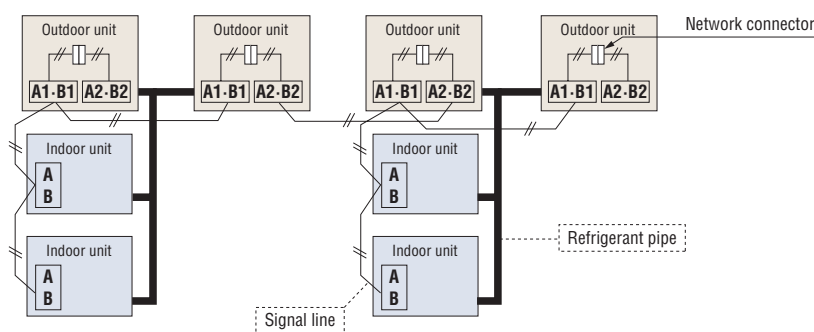 Outdoor unit Outdoor unit Outdoor unit Outdoor unit Network connector
A1·B1 A2·B2 A1·B1 A2·B2 A1·B1 A2·B2 A1·B1 A2·B2
Indoor unit Indoor unit
A A
B B
Refrigerant pipe
Indoor unit Indoor unit
A A
B B
Signal line